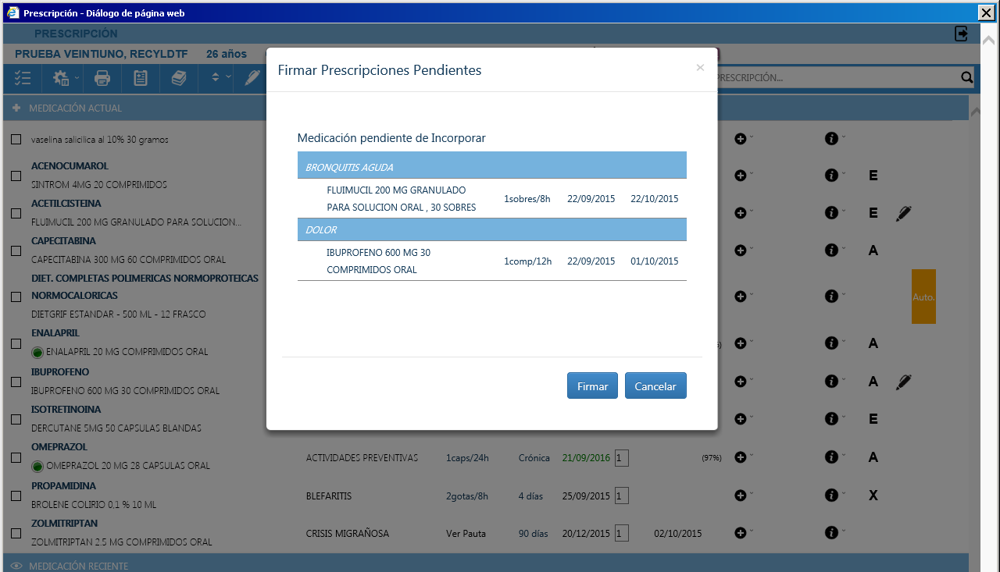 Prescripción - Diálogo de página web
PRESCRIPCIÓN
PRUEBA VEINTIUNO, RECYLDTF 26 años
PRESCRIPCIÓN...
MEDICACIÓN ACTUAL
Firmar Prescripciones Pendientes
×
Medicación pendiente de Incorporar
BRONQUITIS AGUDA
FLUIMUCIL 200 MG GRANULADO
PARA SOLUCION ORAL , 30 SOBRES
1sobres/8h 22/09/2015 22/10/2015
DOLOR
IBUPROFENO 600 MG 30
COMPRIMIDOS ORAL
1comp/12h 22/09/2015 01/10/2015
Firmar Cancelar
vaselina salicilica al 10% 30 gramos
ACENOCUMAROL
SINTROM 4MG 20 COMPRIMIDOS
E
ACETILCISTEINA
FLUIMUCIL 200 MG GRANULADO PARA SOLUCION...
E
CAPECITABINA
CAPECITABINA 300 MG 60 COMPRIMIDOS ORAL
A
DIET. COMPLETAS POLIMERICAS NORMOPROTEICAS
NORMOCALORICAS
DIETGRIF ESTANDAR - 500 ML - 12 FRASCO
Auto.
ENALAPRIL
ENALAPRIL 20 MG COMPRIMIDOS ORAL
A
IBUPROFENO
IBUPROFENO 600 MG 30 COMPRIMIDOS ORAL
A
ISOTRETINOINA
DERCUTANE 5MG 50 CAPSULAS BLANDAS
E
OMEPRAZOL
OMEPRAZOL 20 MG 28 CAPSULAS ORAL
ACTIVIDADES PREVENTIVAS 1caps/24h Crónica 21/09/2016 1 (97%) A
PROPAMIDINA
BROLENE COLIRIO 0,1 % 10 ML
BLEFARITIS 2gotas/8h 4 días 25/09/2015 1 X
ZOLMITRIPTAN
ZOLMITRIPTAN 2.5 MG COMPRIMIDOS ORAL
CRISIS MIGRAÑOSA Ver Pauta 90 días 20/12/2015 1 02/10/2015
MEDICACIÓN RECIENTE